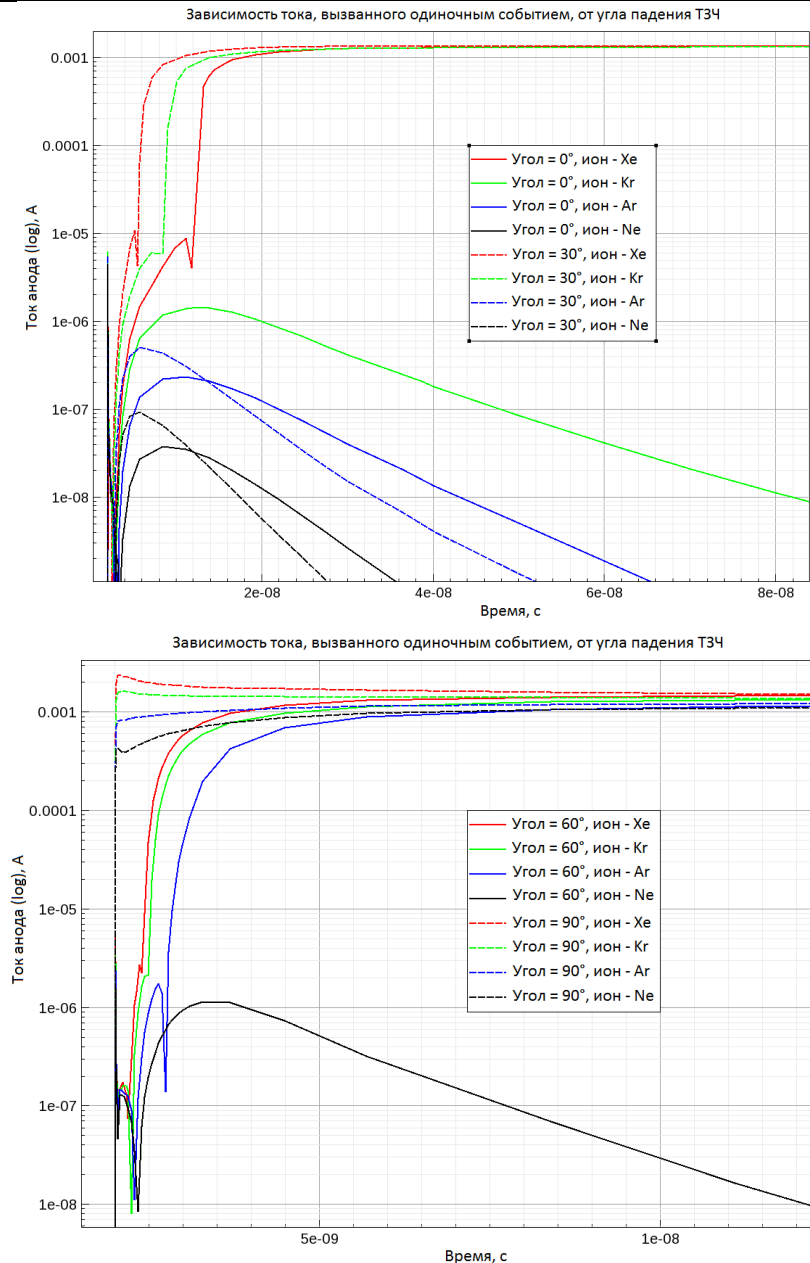 Зависимость тока, вызванного одиночным событием, от угла падения ТЗЧ
0.001
0.0001
1e-05
1e-06
1e-07
1e-08
Ток анода (log), А
Угол = 0°, ион - Xe
Угол = 0°, ион - Kr
Угол = 0°, ион - Ar
Угол = 0°, ион - Ne
Угол = 30°, ион - Xe
Угол = 30°, ион - Kr
Угол = 30°, ион - Ar
Угол = 30°, ион - Ne
2e-08 4e-08 6e-08 8e-08
Время, с
Зависимость тока, вызванного одиночным событием, от угла падения ТЗЧ
0.001
0.0001
1e-05
1e-06
1e-07
1e-08
Ток анода (log), А
Угол = 60°, ион - Xe
Угол = 60°, ион - Kr
Угол = 60°, ион - Ar
Угол = 60°, ион - Ne
Угол = 90°, ион - Xe
Угол = 90°, ион - Kr
Угол = 90°, ион - Ar
Угол = 90°, ион - Ne
5e-09 1e-08
Время, с